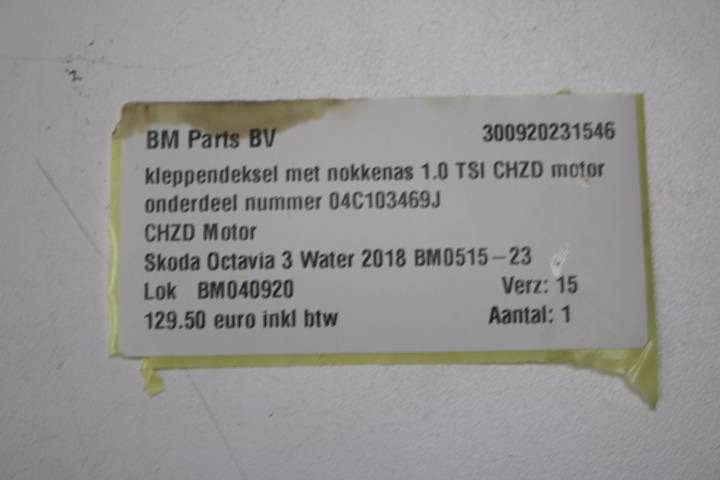 BM Parts BV 300920231546
kleppendeksel met nokkenas 1.0 TSI CHZD motor
onderdeel nummer 04C103469J
CHZD Motor
Skoda Octavia 3 Water 2018 BM0515-23
Lok BM040920 Verz: 15
129.50 euro inkl btw Aantal: 1